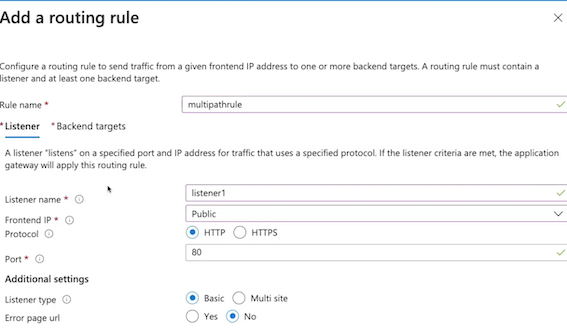 Add a routing rule
Configure a routing rule to send traffic from a given frontend IP address to one or more backend targets. A routing rule must contain a
listener and at least one backend target.
Rule name * multipathrule
* Listener * Backend targets
A listener "listens" on a specified port and IP address for traffic that uses a specified protocol. If the listener criteria are met, the application
gateway will apply this routing rule.
Listener name * listener1
Frontend IP * Public
Protocol HTTP HTTPS
Port * 80
Additional settings
Listener type Basic Multi site
Error page url Yes No